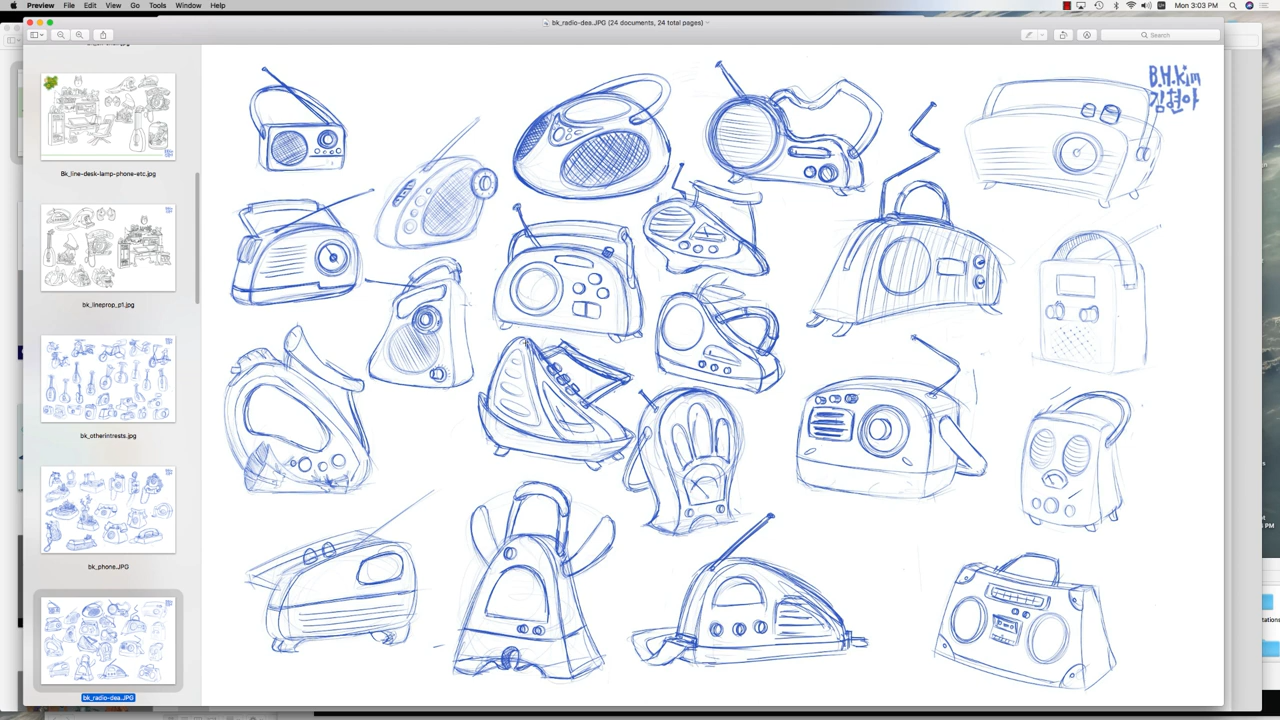 Preview File Edit View Go Tools Window Help
Mon 3:03 PM
bk_radio-dea.JPG (24 documents, 24 total pages)
Search
Bk_line-desk-lamp-phone-etc.jpg
bk_lineprop_p1.jpg
bk_otherintrests.jpg
bk_phone.JPG
bk_radio-dea.JPG
B.H.Kim
김현아